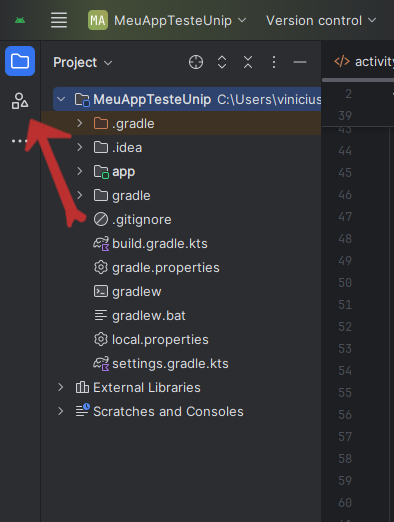 MA MeuAppTesteUnip Version control
Project
activity
MeuAppTesteUnip C:\Users\vinicius
.gradle
.idea
app
gradle
.gitignore
build.gradle.kts
gradle.properties
gradlew
gradlew.bat
local.properties
settings.gradle.kts
External Libraries
Scratches and Consoles
2
39
43
44
45
46
47
48
49
50
51
52
53
54
55
56
57
58
59
60